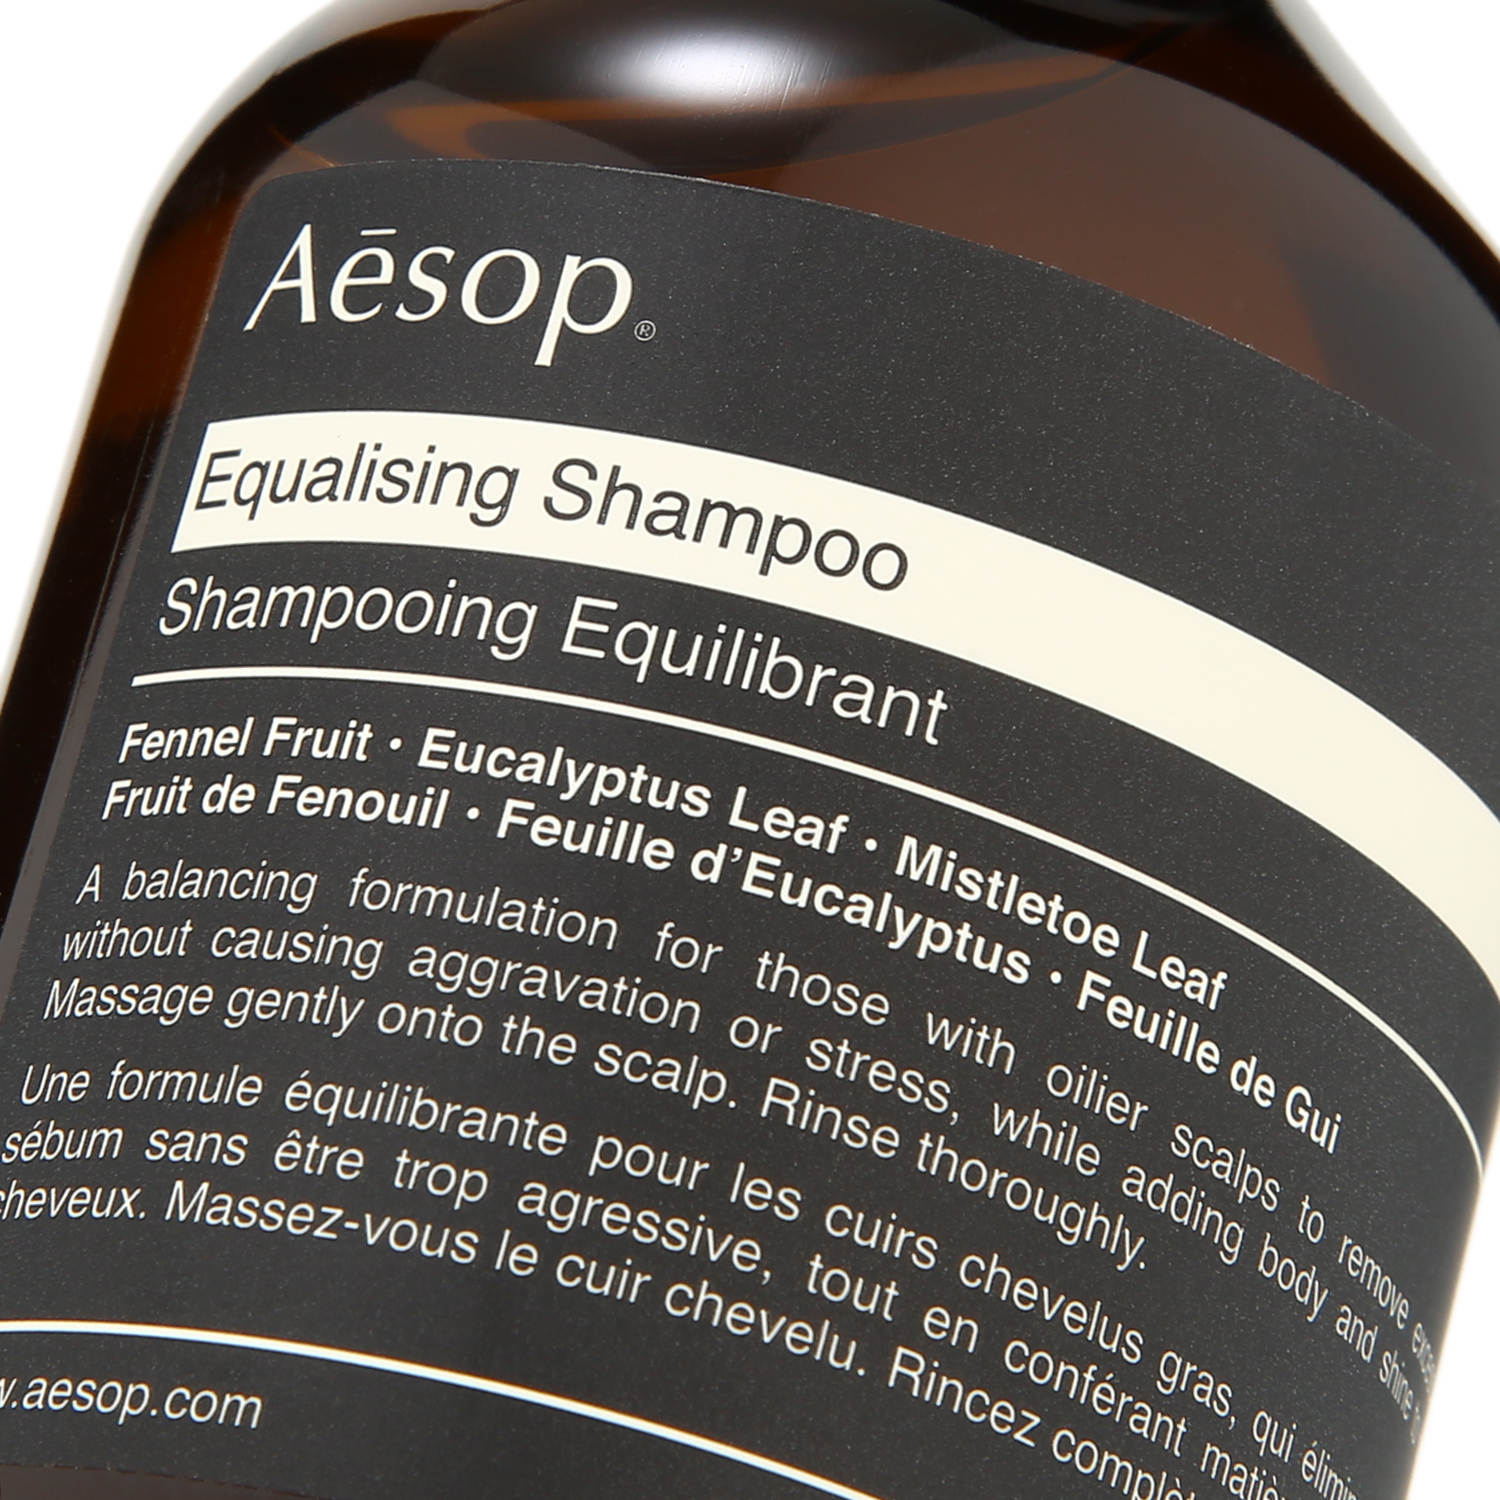 Aēsop®
Equalising Shampoo
Shampooing Equilibrant
Fennel Fruit · Eucalyptus Leaf · Mistletoe Leaf
Fruit de Fenouil · Feuille d'Eucalyptus · Feuille de Gui
A balancing formulation for those with oilier scalps to remove
without causing aggravation or stress, while adding body and shine
Massage gently onto the scalp. Rinse thoroughly.
Une formule équilibrante pour les cuirs chevelus gras, qui
sébum sans être trop agressive, tout en conférant
cheveux. Massez-vous le cuir chevelu. Rincez
.aesop.com